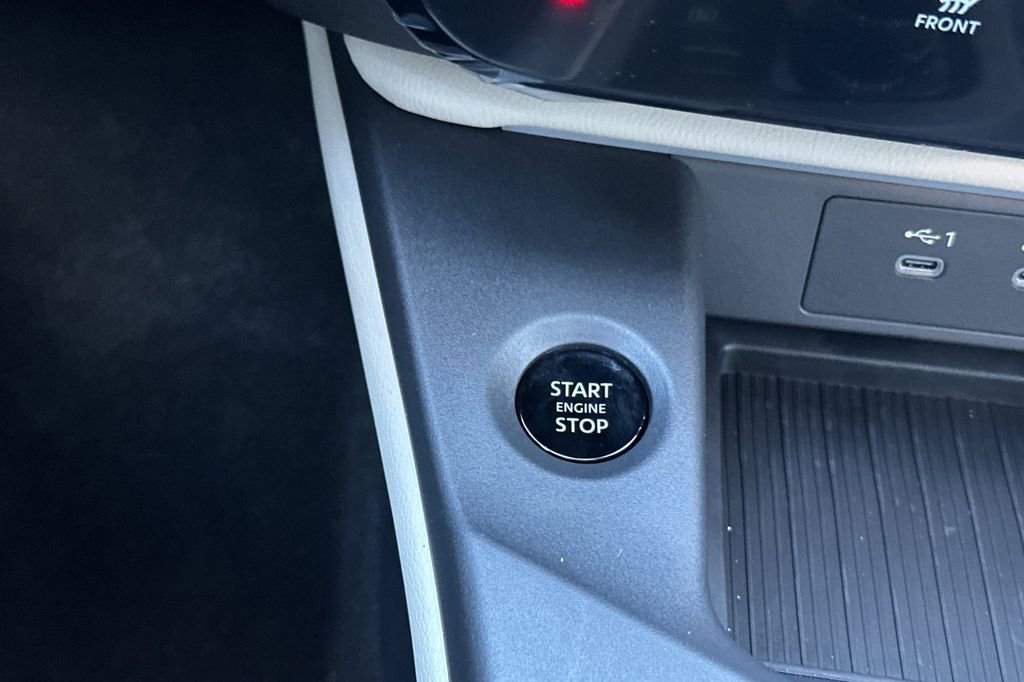 FRONT
1
START
ENGINE
STOP